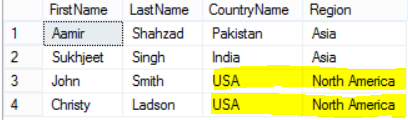 FirstName LastName CountryName Region
1 Aamir Shahzad Pakistan Asia
2 Sukhjeet Singh India Asia
3 John Smith USA North America
4 Christy Ladson USA North America